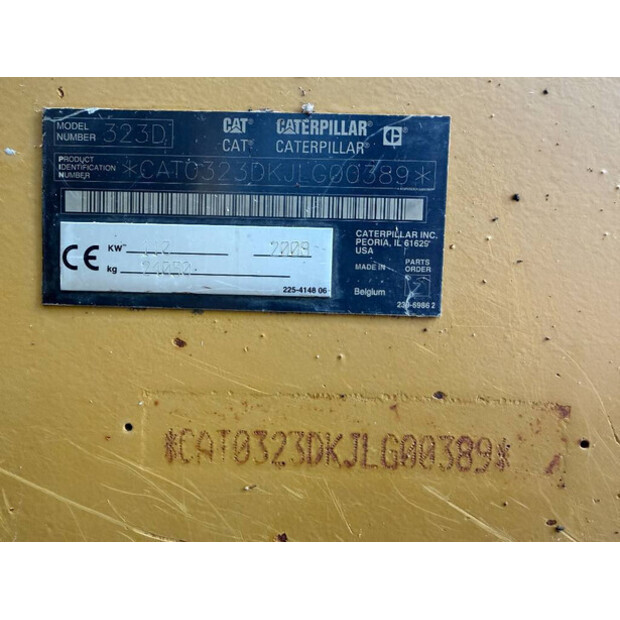 MODEL NUMBER 323D CAT® CATERPILLAR®
CAT® CATERPILLAR®
PRODUCT IDENTIFICATION NUMBER *CAT0323DKJLG00389*
CE KW 2009
kg
225-4148 06
CATERPILLAR INC.
PEORIA, IL 61629
USA
MADE IN PARTS ORDER
Belgium
*CAT0323DKJLG00389*